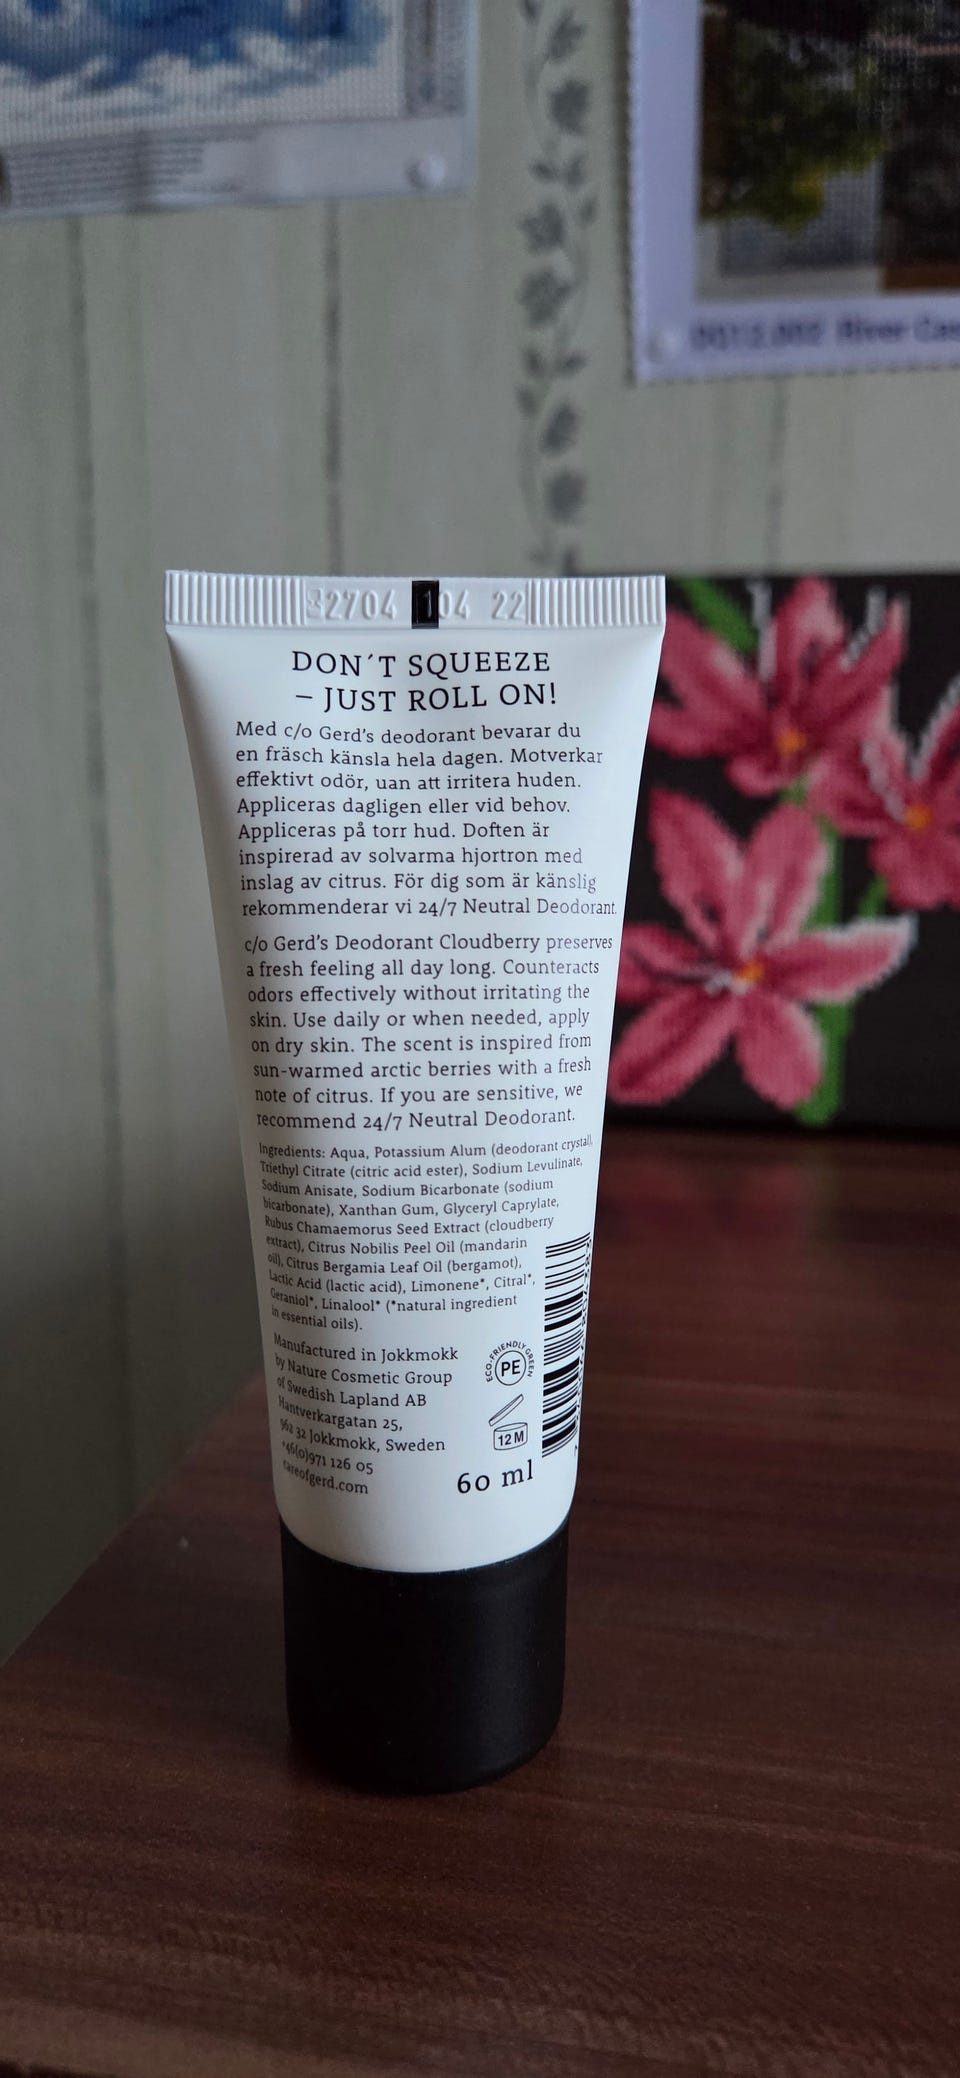 River
2704 104 22
DON´T SQUEEZE
– JUST ROLL ON!
Med c/o Gerd's deodorant bevarar du
en fräsch känsla hela dagen. Motverkar
effektivt odör, uan att irritera huden.
Appliceras dagligen eller vid behov.
Appliceras på torr hud. Doften är
inspirerad av solvarma hjortron med
inslag av citrus. För dig som är känslig
rekommenderar vi 24/7 Neutral Deodorant.
c/o Gerd's Deodorant Cloudberry preserves
a fresh feeling all day long. Counteracts
odors effectively without irritating the
skin. Use daily or when needed, apply
on dry skin. The scent is inspired from
sun-warmed arctic berries with a fresh
note of citrus. If you are sensitive, we
recommend 24/7 Neutral Deodorant.
Ingredients: Aqua, Potassium Alum (deodorant crystal),
Triethyl Citrate (citric acid ester), Sodium Levulinate,
Sodium Anisate, Sodium Bicarbonate (sodium
bicarbonate), Xanthan Gum, Glyceryl Caprylate,
Rubus Chamaemorus Seed Extract (cloudberry
extract), Citrus Nobilis Peel Oil (mandarin
oil), Citrus Bergamia Leaf Oil (bergamot),
Lactic Acid (lactic acid), Limonene*, Citral*,
Geraniol*, Linalool* (*natural ingredient
in essential oils).
Manufactured in Jokkmokk
by Nature Cosmetic Group
of Swedish Lapland AB
Hantverkargatan 25,
962 32 Jokkmokk, Sweden
+46(0)971 126 05
careofgerd.com
ECO-FRIENDLY GREEN
PE
12 M
60 ml